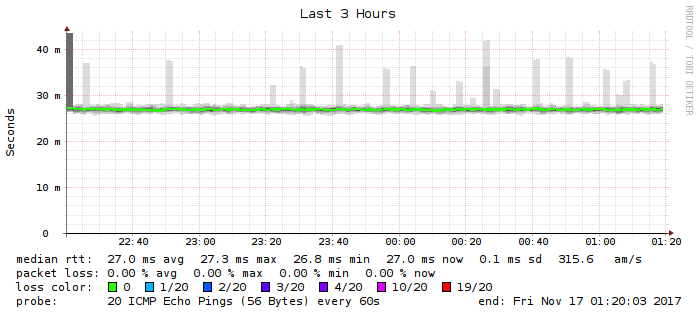 Last 3 Hours
RRDTOOL / TOBI OETIKER
Seconds
40 m
30 m
20 m
10 m
0
22:40 23:00 23:20 23:40 00:00 00:20 00:40 01:00 01:20
median rtt: 27.0 ms avg 27.3 ms max 26.8 ms min 27.0 ms now 0.1 ms sd 315.6 am/s
packet loss: 0.00 % avg 0.00 % max 0.00 % min 0.00 % now
loss color: 0 1/20 2/20 3/20 4/20 10/20 19/20
probe: 20 ICMP Echo Pings (56 Bytes) every 60s end: Fri Nov 17 01:20:03 2017